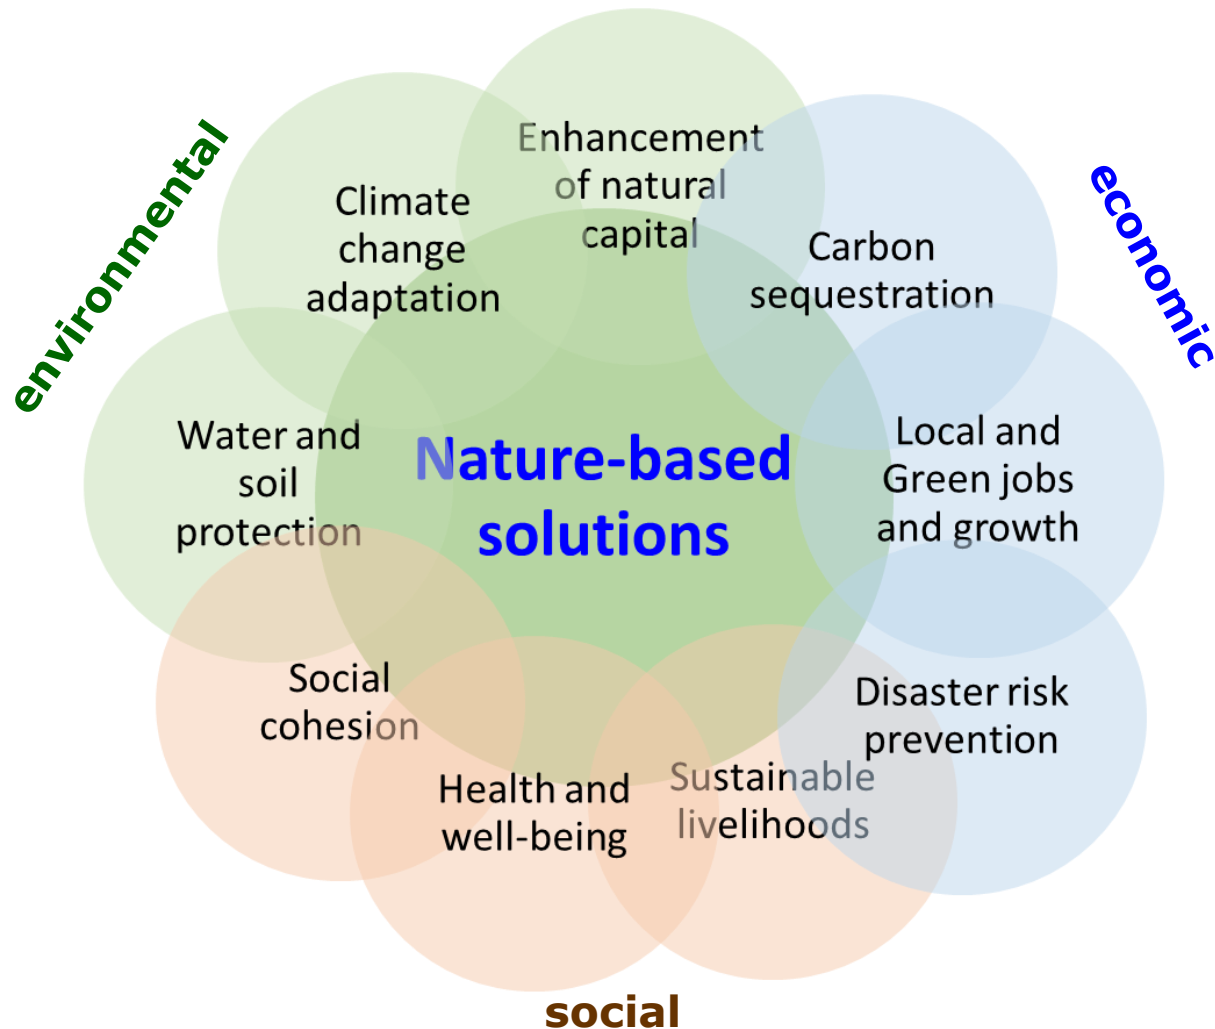 environmental
economic
Enhancement
of natural
capital
Climate
change
adaptation
Carbon
sequestration
Water and
soil
protection
Nature-based
solutions
Local and
Green jobs
and growth
Social
cohesion
Health and
well-being
Sustainable
livelihoods
Disaster risk
prevention
social